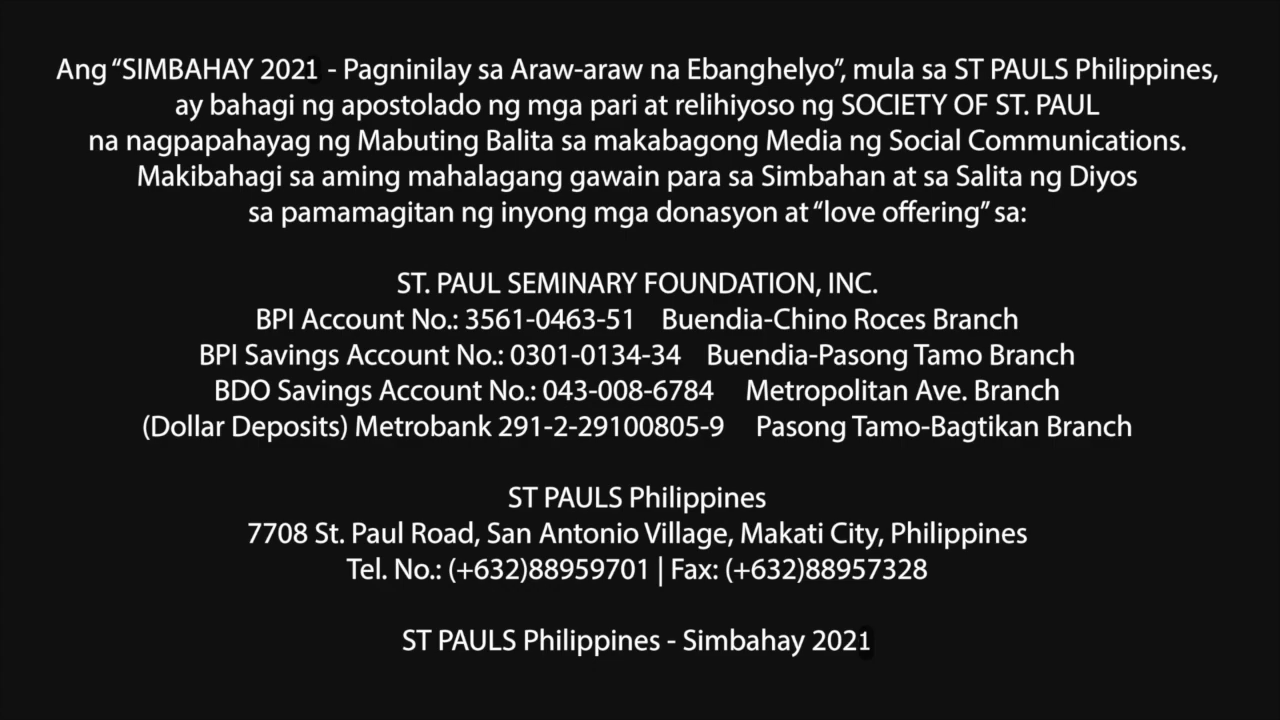 Ang “SIMBAHAY 2021 - Pagninilay sa Araw-araw na Ebanghelyo”, mula sa ST PAULS Philippines,
ay bahagi ng apostolado ng mga pari at relihiyoso ng SOCIETY OF ST. PAUL
na nagpapahayag ng Mabuting Balita sa makabagong Media ng Social Communications.
Makibahagi sa aming mahalagang gawain para sa Simbahan at sa Salita ng Diyos
sa pamamagitan ng inyong mga donasyon at “love offering” sa:
ST. PAUL SEMINARY FOUNDATION, INC.
BPI Account No.: 3561-0463-51 Buendia-Chino Roces Branch
BPI Savings Account No.: 0301-0134-34 Buendia-Pasong Tamo Branch
BDO Savings Account No.: 043-008-6784 Metropolitan Ave. Branch
(Dollar Deposits) Metrobank 291-2-29100805-9 Pasong Tamo-Bagtikan Branch
ST PAULS Philippines
7708 St. Paul Road, San Antonio Village, Makati City, Philippines
Tel. No.: (+632)88959701 | Fax: (+632)88957328
ST PAULS Philippines - Simbahay 2021